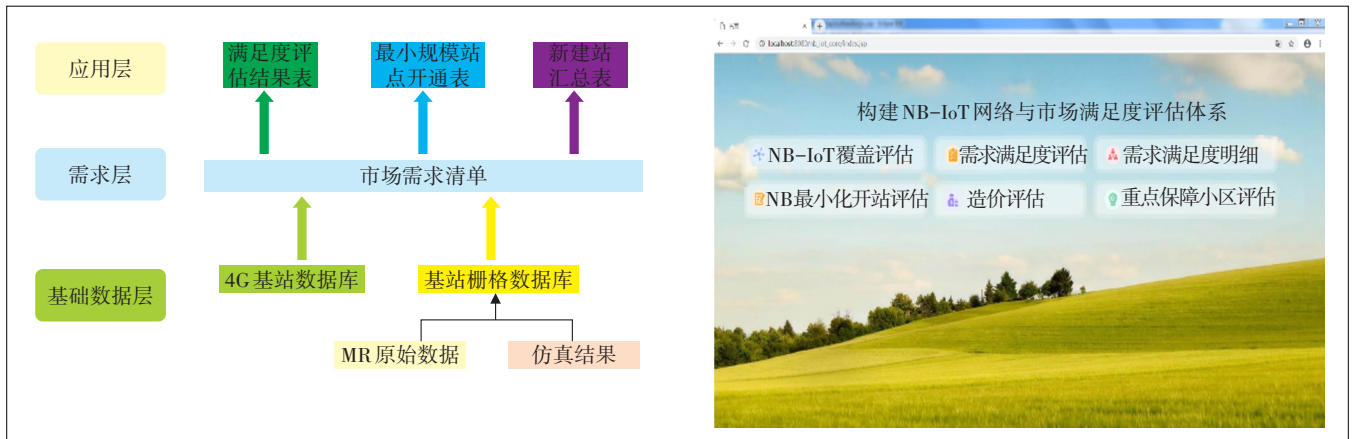 应用层
满足度评
估结果表
最小规模站
点开通表
新建站
汇总表
需求层
市场需求清单
基础数据层
4G基站数据库
基站栅格数据库
MR原始数据
仿真结果
构建NB-IoT网络与市场满足度评估体系
NB-IoT覆盖评估
需求满足度评估
需求满足度明细
NB最小化开站评估
造价评估
重点保障小区评估